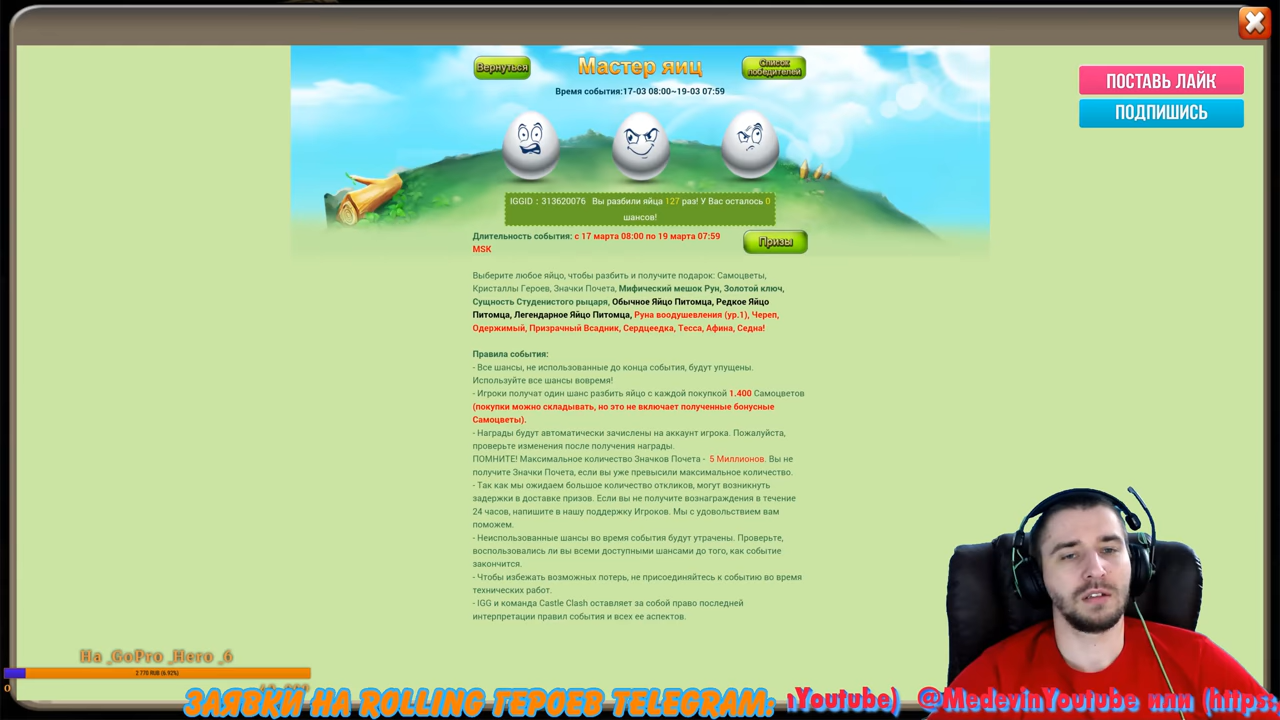 Вернуться
Мастер яиц
Список
победителей
Время события:17-03 08:00~19-03 07:59
ПОСТАВЬ ЛАЙК
ПОДПИШИСЬ
IGGID : 313620076 Вы разбили яйца 127 раз! У Вас осталось 0
шансов!
Длительность события: с 17 марта 08:00 по 19 марта 07:59
MSK
Призы
Выберите любое яйцо, чтобы разбить и получите подарок: Самоцветы,
Кристаллы Героев, Значки Почета, Мифический мешок Рун, Золотой ключ,
Сущность Студенистого рыцаря, Обычное Яйцо Питомца, Редкое Яйцо
Питомца, Легендарное Яйцо Питомца, Руна воодушевления (ур.1), Череп,
Одержимый, Призрачный Всадник, Сердцеедка, Тесса, Афина, Седна!
Правила события:
- Все шансы, не использованные до конца события, будут упущены.
Используйте все шансы вовремя!
- Игроки получат один шанс разбить яйцо с каждой покупкой 1.400 Самоцветов
(покупки можно складывать, но это не включает полученные бонусные
Самоцветы).
- Награды будут автоматически зачислены на аккаунт игрока. Пожалуйста,
проверьте изменения после получения награды.
ПОМНИТЕ! Максимальное количество Значков Почета - 5 Миллионов. Вы не
получите Значки Почета, если вы уже превысили максимальное количество.
- Так как мы ожидаем большое количество откликов, могут возникнуть
задержки в доставке призов. Если вы не получите вознаграждения в течение
24 часов, напишите в нашу поддержку Игроков. Мы с удовольствием вам
поможем.
- Неиспользованные шансы во время события будут утрачены. Проверьте,
воспользовались ли вы всеми доступными шансами до того, как событие
закончится.
- Чтобы избежать возможных потерь, не присоединяйтесь к событию во время
технических работ.
- IGG и команда Castle Clash оставляет за собой право последней
интерпретации правил события и всех ее аспектов.
На _GoPro _Hero _6
2 770 RUB (6.92%)
0
ЗАЯВКИ НА ROLLING ГЕРОЕВ TELEGRAM: Youtube) @MedevinYoutube или (https: